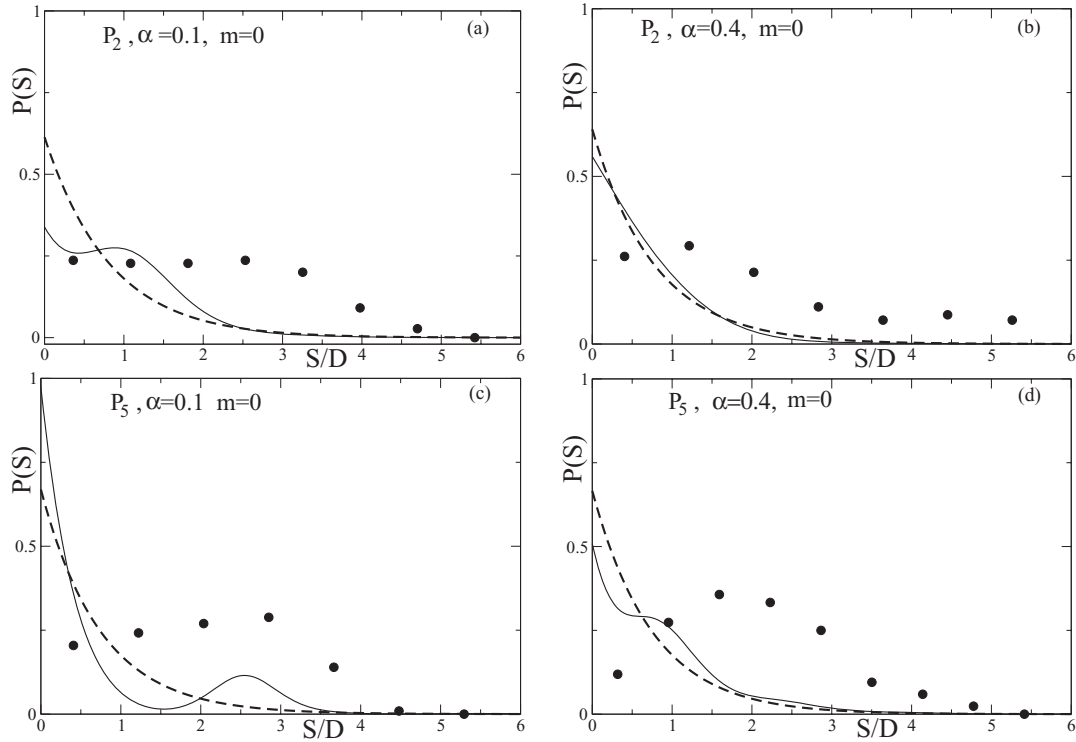 P2 , α=0.1, m=0 (a)
P(S)
1
0.5
0
0 1 2 3 4 5 6
S/D
P2 , α=0.4, m=0 (b)
P(S)
1
0.5
0
0 1 2 3 4 5 6
S/D
P5 , α=0.1 m=0 (c)
P(S)
1
0.5
0
0 1 2 3 4 5 6
S/D
P5 , α=0.4, m=0 (d)
P(S)
1
0.5
0
0 1 2 3 4 5 6
S/D